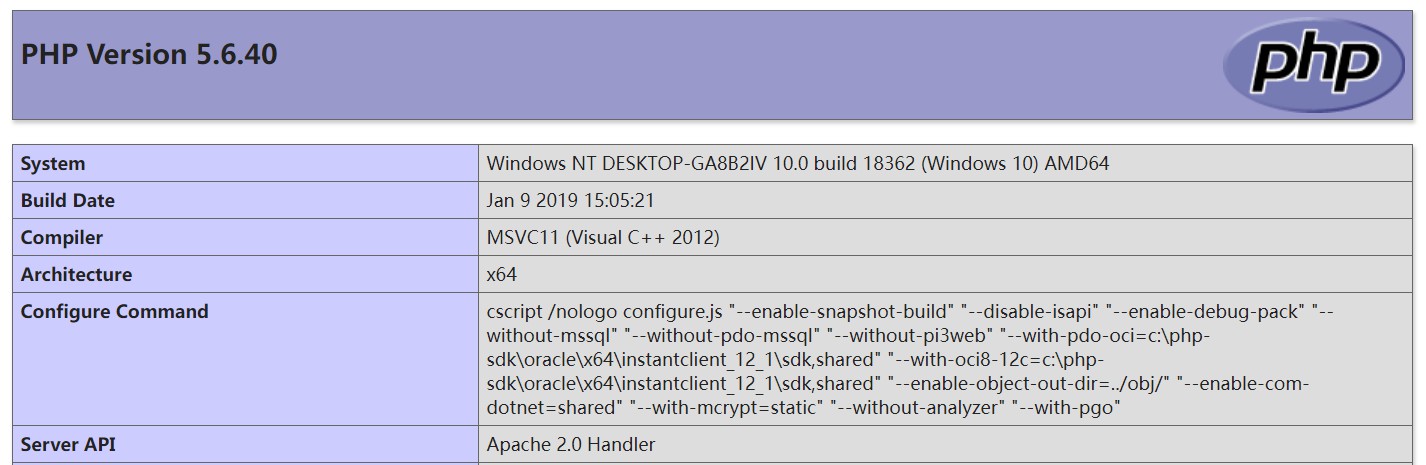 PHP Version 5.6.40
php
System Windows NT DESKTOP-GA8B2IV 10.0 build 18362 (Windows 10) AMD64
Build Date Jan 9 2019 15:05:21
Compiler MSVC11 (Visual C++ 2012)
Architecture x64
Configure Command cscript /nologo configure.js "--enable-snapshot-build" "--disable-isapi" "--enable-debug-pack" "--
without-mssql" "--without-pdo-mssql" "--without-pi3web" "--with-pdo-oci=c:\php-
sdk\oracle\x64\instantclient_12_1\sdk,shared" "--with-oci8-12c=c:\php-
sdk\oracle\x64\instantclient_12_1\sdk,shared" "--enable-object-out-dir=../obj/" "--enable-com-
dotnet=shared" "--with-mcrypt=static" "--without-analyzer" "--with-pgo"
Server API Apache 2.0 Handler